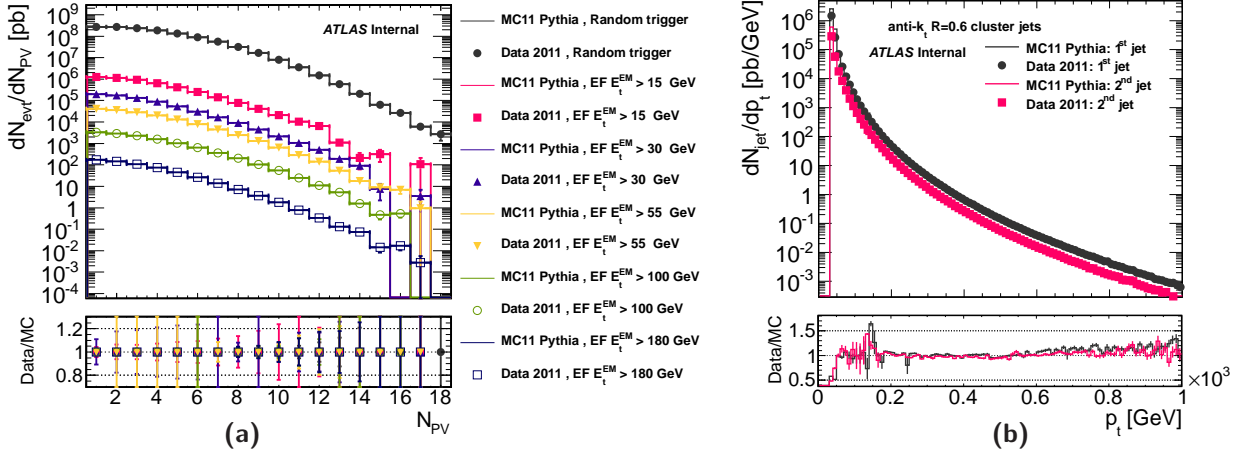 dN_evt/dN_PV [pb]
10^9
10^8
10^7
10^6
10^5
10^4
10^3
10^2
10
1
10^-1
10^-2
10^-3
10^-4
ATLAS Internal
Data/MC
1.2
1
0.8
2 4 6 8 10 12 14 16 18
N_PV
(a)
MC11 Pythia , Random trigger
Data 2011 , Random trigger
MC11 Pythia , EF E_t^EM > 15 GeV
Data 2011 , EF E_t^EM > 15 GeV
MC11 Pythia , EF E_t^EM > 30 GeV
Data 2011 , EF E_t^EM > 30 GeV
MC11 Pythia , EF E_t^EM > 55 GeV
Data 2011 , EF E_t^EM > 55 GeV
MC11 Pythia , EF E_t^EM > 100 GeV
Data 2011 , EF E_t^EM > 100 GeV
MC11 Pythia , EF E_t^EM > 180 GeV
Data 2011 , EF E_t^EM > 180 GeV
dN_jet/dp_t [pb/GeV]
10^6
10^5
10^4
10^3
10^2
10
1
10^-1
10^-2
10^-3
anti-k_t R=0.6 cluster jets
ATLAS Internal
MC11 Pythia: 1^st jet
Data 2011: 1^st jet
MC11 Pythia: 2^nd jet
Data 2011: 2^nd jet
Data/MC
1.5
1.0
0.5
0 0.2 0.4 0.6 0.8 1
×10^3
p_t [GeV]
(b)